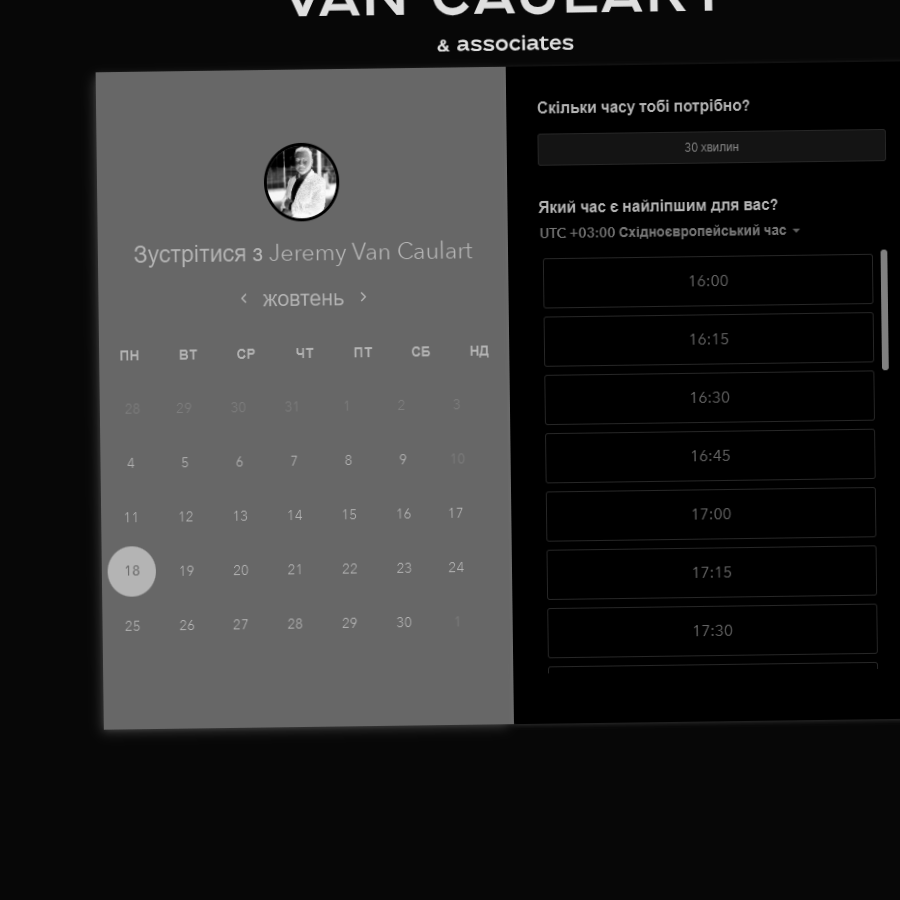 VAN CAULART
& associates
Зустрітися з Jeremy Van Caulart
‹ жовтень ›
ПН ВТ СР ЧТ ПТ СБ НД
28 29 30 31 1 2 3
4 5 6 7 8 9 10
11 12 13 14 15 16 17
18 19 20 21 22 23 24
25 26 27 28 29 30 1
Скільки часу тобі потрібно?
30 хвилин
Який час є найліпшим для вас?
UTC +03:00 Східноєвропейський час
16:00
16:15
16:30
16:45
17:00
17:15
17:30